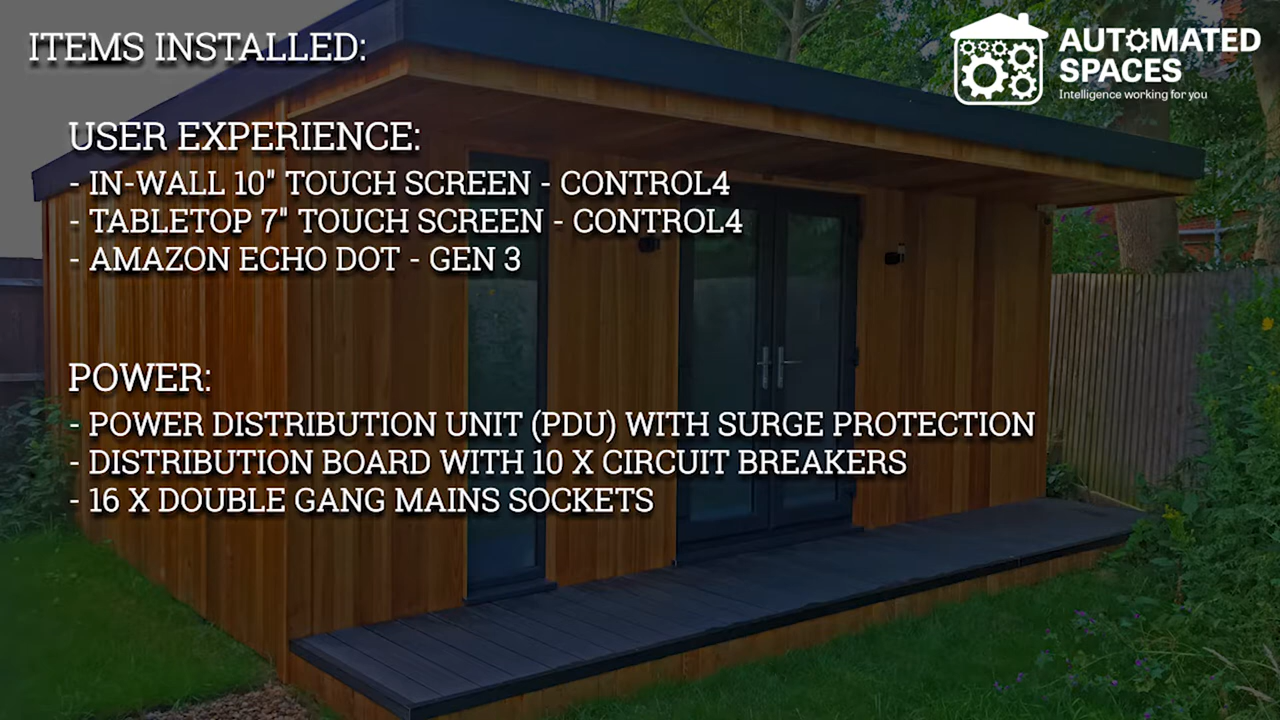 ITEMS INSTALLED:
AUTOMATED
SPACES
Intelligence working for you
USER EXPERIENCE:
- IN-WALL 10" TOUCH SCREEN - CONTROL4
- TABLETOP 7" TOUCH SCREEN - CONTROL4
- AMAZON ECHO DOT - GEN 3
POWER:
- POWER DISTRIBUTION UNIT (PDU) WITH SURGE PROTECTION
- DISTRIBUTION BOARD WITH 10 X CIRCUIT BREAKERS
- 16 X DOUBLE GANG MAINS SOCKETS